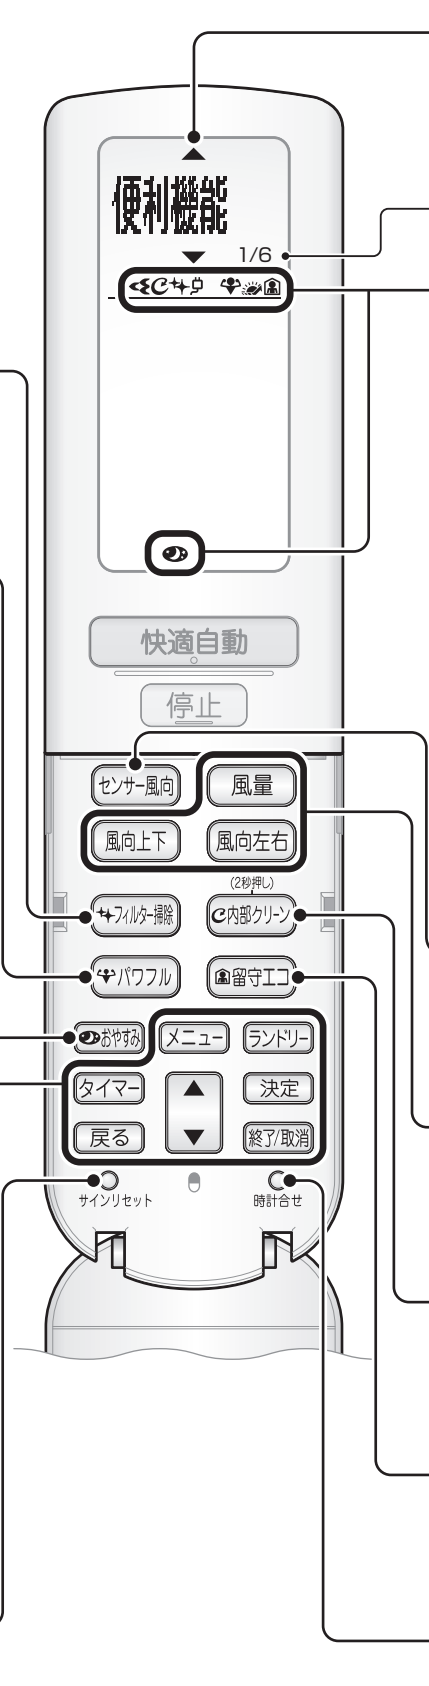 便利機能
1/6
快適自動
停止
センサー風向 風量
風向上下 風向左右
(2秒押し)
フィルター掃除 内部クリーン
パワフル 留守エコ
おやすみ メニュー ランドリー
タイマー 決定
戻る 終了/取消
サインリセット 時計合せ